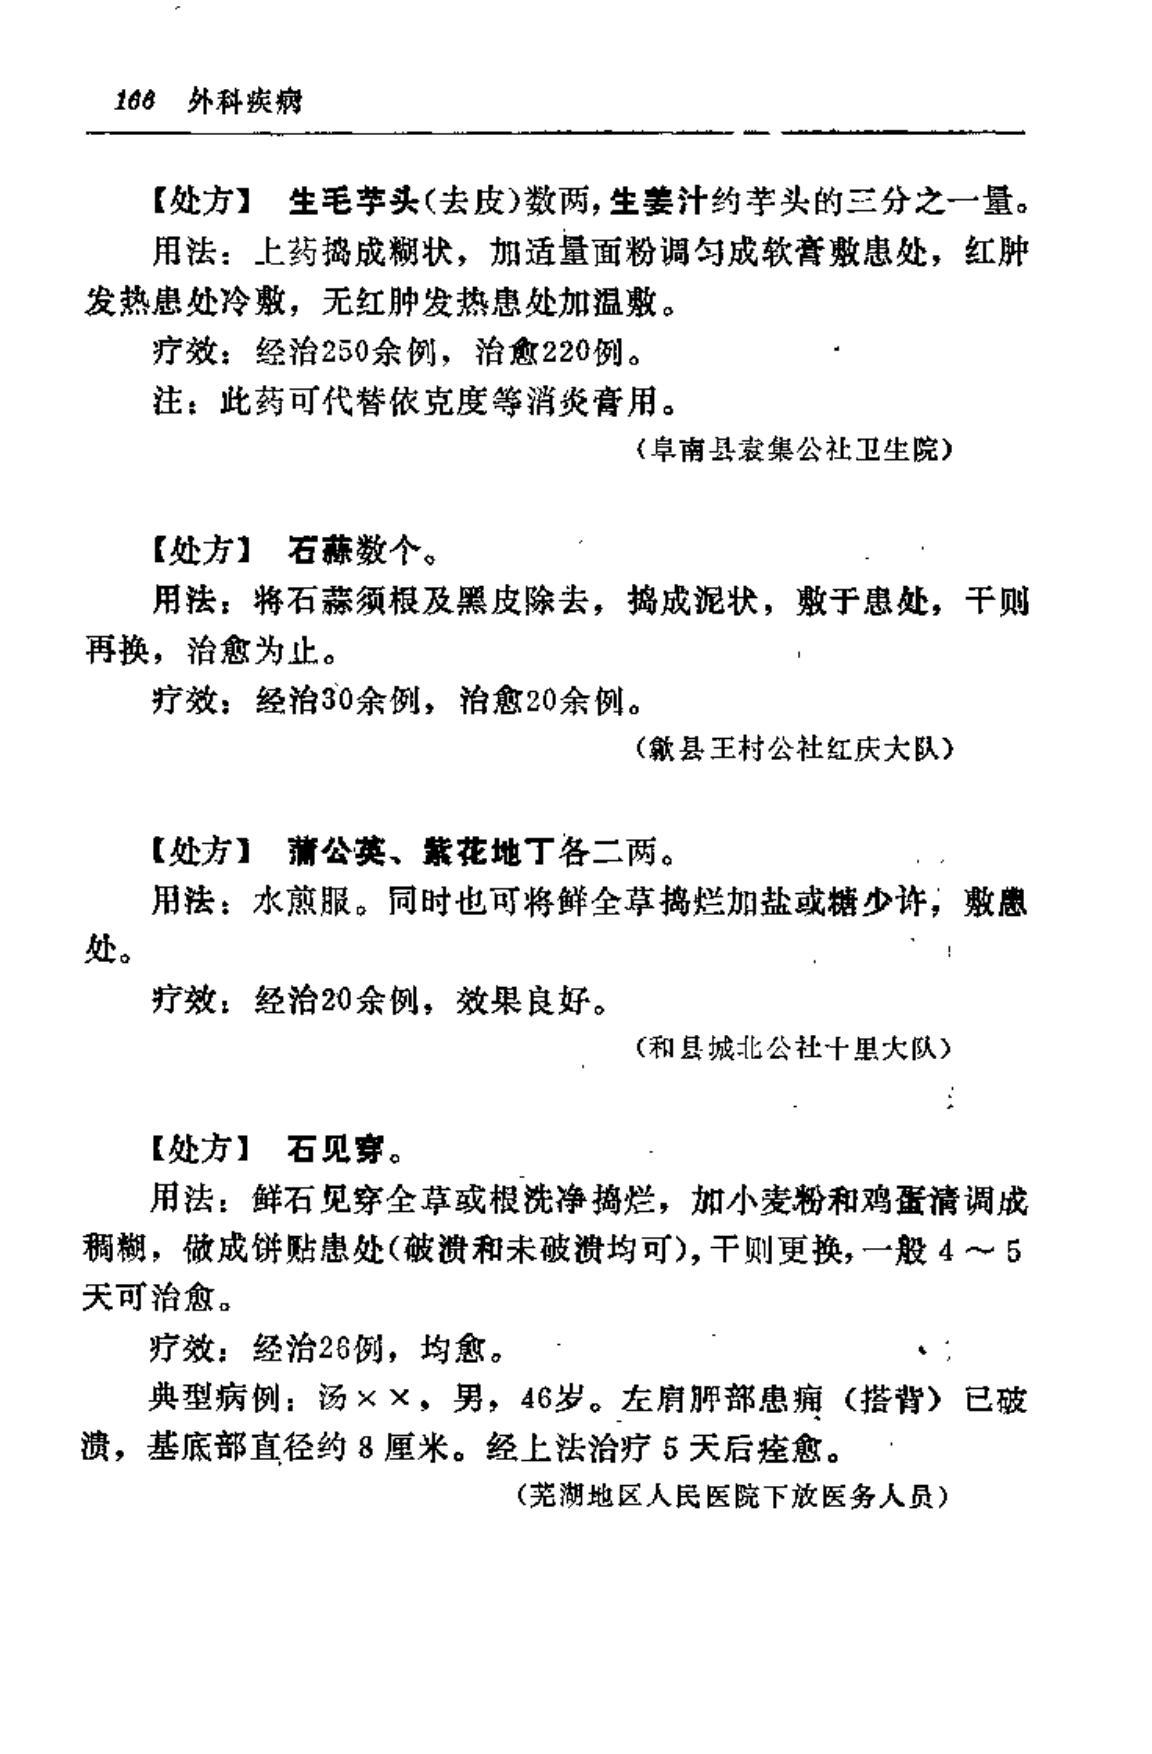 168 外科疾病
【处方】 生毛芋头(去皮)数两,生姜汁约芋头的三分之一量。
用法：上药捣成糊状，加适量面粉调匀成软膏敷患处，红肿
发热患处冷敷，无红肿发热患处加温敷。
疗效：经治250余例，治愈220例。
注：此药可代替依克度等消炎膏用。
（阜南县袁集公社卫生院）
【处方】 石蒜数个。
用法：将石蒜须根及黑皮除去，捣成泥状，敷于患处，干则
再换，治愈为止。
疗效：经治30余例，治愈20余例。
（歙县王村公社红庆大队）
【处方】 蒲公英、紫花地丁各二两。
用法：水煎服。同时也可将鲜全草捣烂加盐或糖少许，敷患
处。
疗效：经治20余例，效果良好。
（和县城北公社十里大队）
【处方】 石见穿。
用法：鲜石见穿全草或根洗净捣烂，加小麦粉和鸡蛋清调成
稠糊，做成饼贴患处(破溃和未破溃均可),干则更换,一般4～5
天可治愈。
疗效：经治26例，均愈。
典型病例：汤××，男，46岁。左肩胛部患痈（搭背）已破
溃，基底部直径约8厘米。经上法治疗5天后痊愈。
（芜湖地区人民医院下放医务人员）